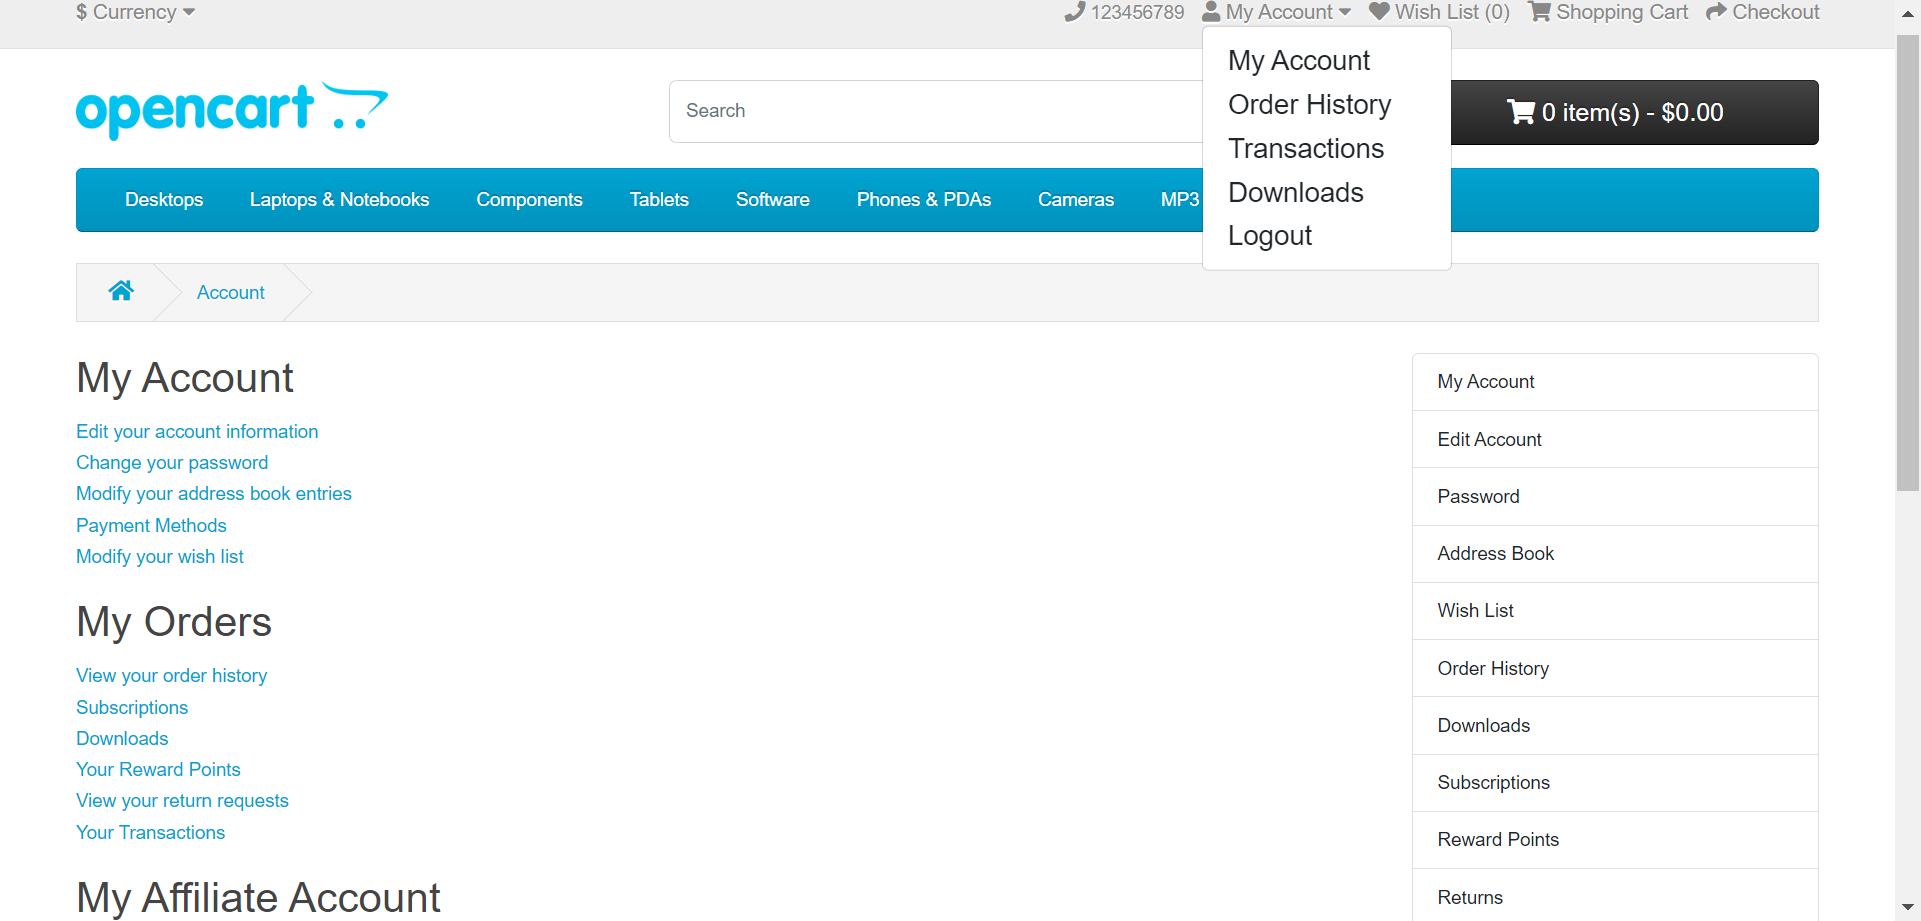 $ Currency
123456789 My Account Wish List (0) Shopping Cart Checkout
My Account
Order History
Transactions
Downloads
Logout
opencart
Search
0 item(s) - $0.00
Desktops Laptops & Notebooks Components Tablets Software Phones & PDAs Cameras MP3
Account
My Account
Edit your account information
Change your password
Modify your address book entries
Payment Methods
Modify your wish list
My Orders
View your order history
Subscriptions
Downloads
Your Reward Points
View your return requests
Your Transactions
My Affiliate Account
My Account
Edit Account
Password
Address Book
Wish List
Order History
Downloads
Subscriptions
Reward Points
Returns